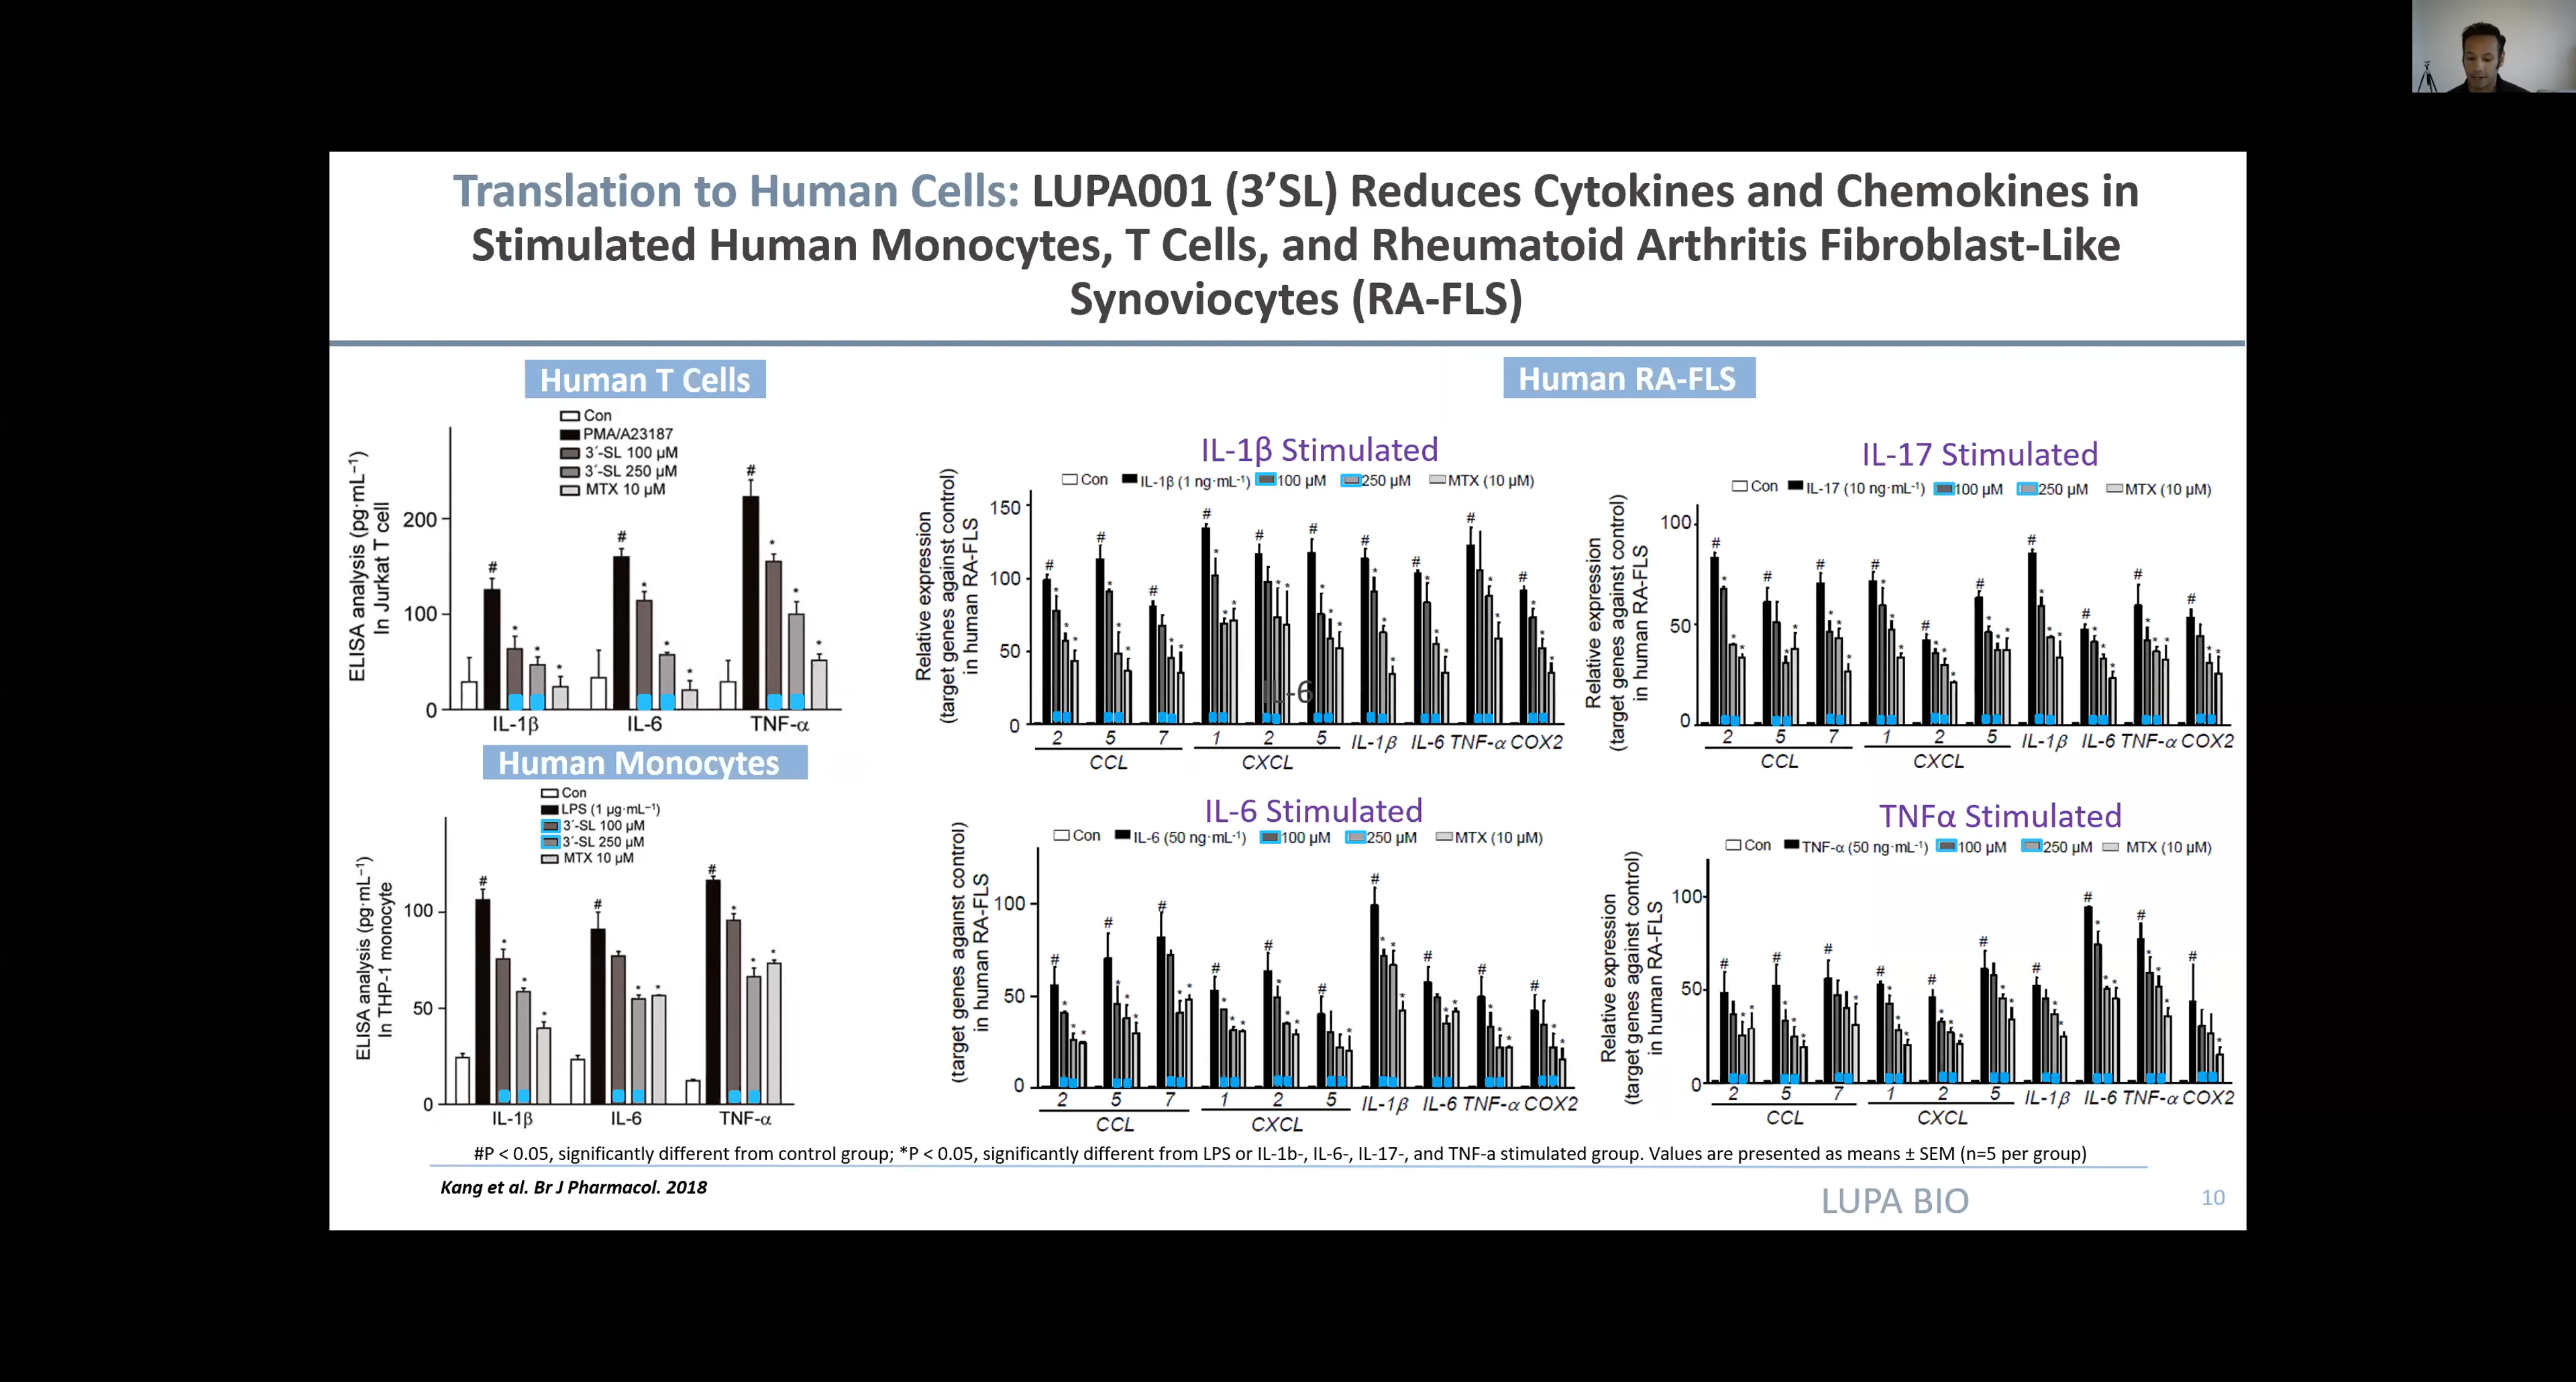 Translation to Human Cells: LUPA001 (3’SL) Reduces Cytokines and Chemokines in
Stimulated Human Monocytes, T Cells, and Rheumatoid Arthritis Fibroblast-Like
Synoviocytes (RA-FLS)
Human T Cells
Con
PMA/A23187
3´-SL 100 µM
3´-SL 250 µM
MTX 10 µM
ELISA analysis (pg·mL⁻¹)
In Jurkat T cell
200
100
0
# * * *
# * * *
# * * *
IL-1β IL-6 TNF-α
Human Monocytes
Con
LPS (1 µg·mL⁻¹)
3´-SL 100 µM
3´-SL 250 µM
MTX 10 µM
ELISA analysis (pg·mL⁻¹)
In THP-1 monocyte
100
50
0
# * * *
# * *
# * * *
IL-1β IL-6 TNF-α
Human RA-FLS
IL-1β Stimulated
Con IL-1β (1 ng·mL⁻¹) 100 µM 250 µM MTX (10 µM)
Relative expression
(target genes against control)
in human RA-FLS
150
100
50
0
-6
2 5 7 1 2 5 IL-1β IL-6 TNF-α COX2
CCL CXCL
IL-17 Stimulated
Con IL-17 (10 ng·mL⁻¹) 100 µM 250 µM MTX (10 µM)
Relative expression
(target genes against control)
in human RA-FLS
100
50
0
2 5 7 1 2 5 IL-1β IL-6 TNF-α COX2
CCL CXCL
IL-6 Stimulated
Con IL-6 (50 ng·mL⁻¹) 100 µM 250 µM MTX (10 µM)
Relative expression
(target genes against control)
in human RA-FLS
100
50
0
2 5 7 1 2 5 IL-1β IL-6 TNF-α COX2
CCL CXCL
TNFα Stimulated
Con TNF-α (50 ng·mL⁻¹) 100 µM 250 µM MTX (10 µM)
Relative expression
(target genes against control)
in human RA-FLS
100
50
0
2 5 7 1 2 5 IL-1β IL-6 TNF-α COX2
CCL CXCL
#P < 0.05, significantly different from control group; *P < 0.05, significantly different from LPS or IL-1b-, IL-6-, IL-17-, and TNF-a stimulated group. Values are presented as means ± SEM (n=5 per group)
Kang et al. Br J Pharmacol. 2018
LUPA BIO
10